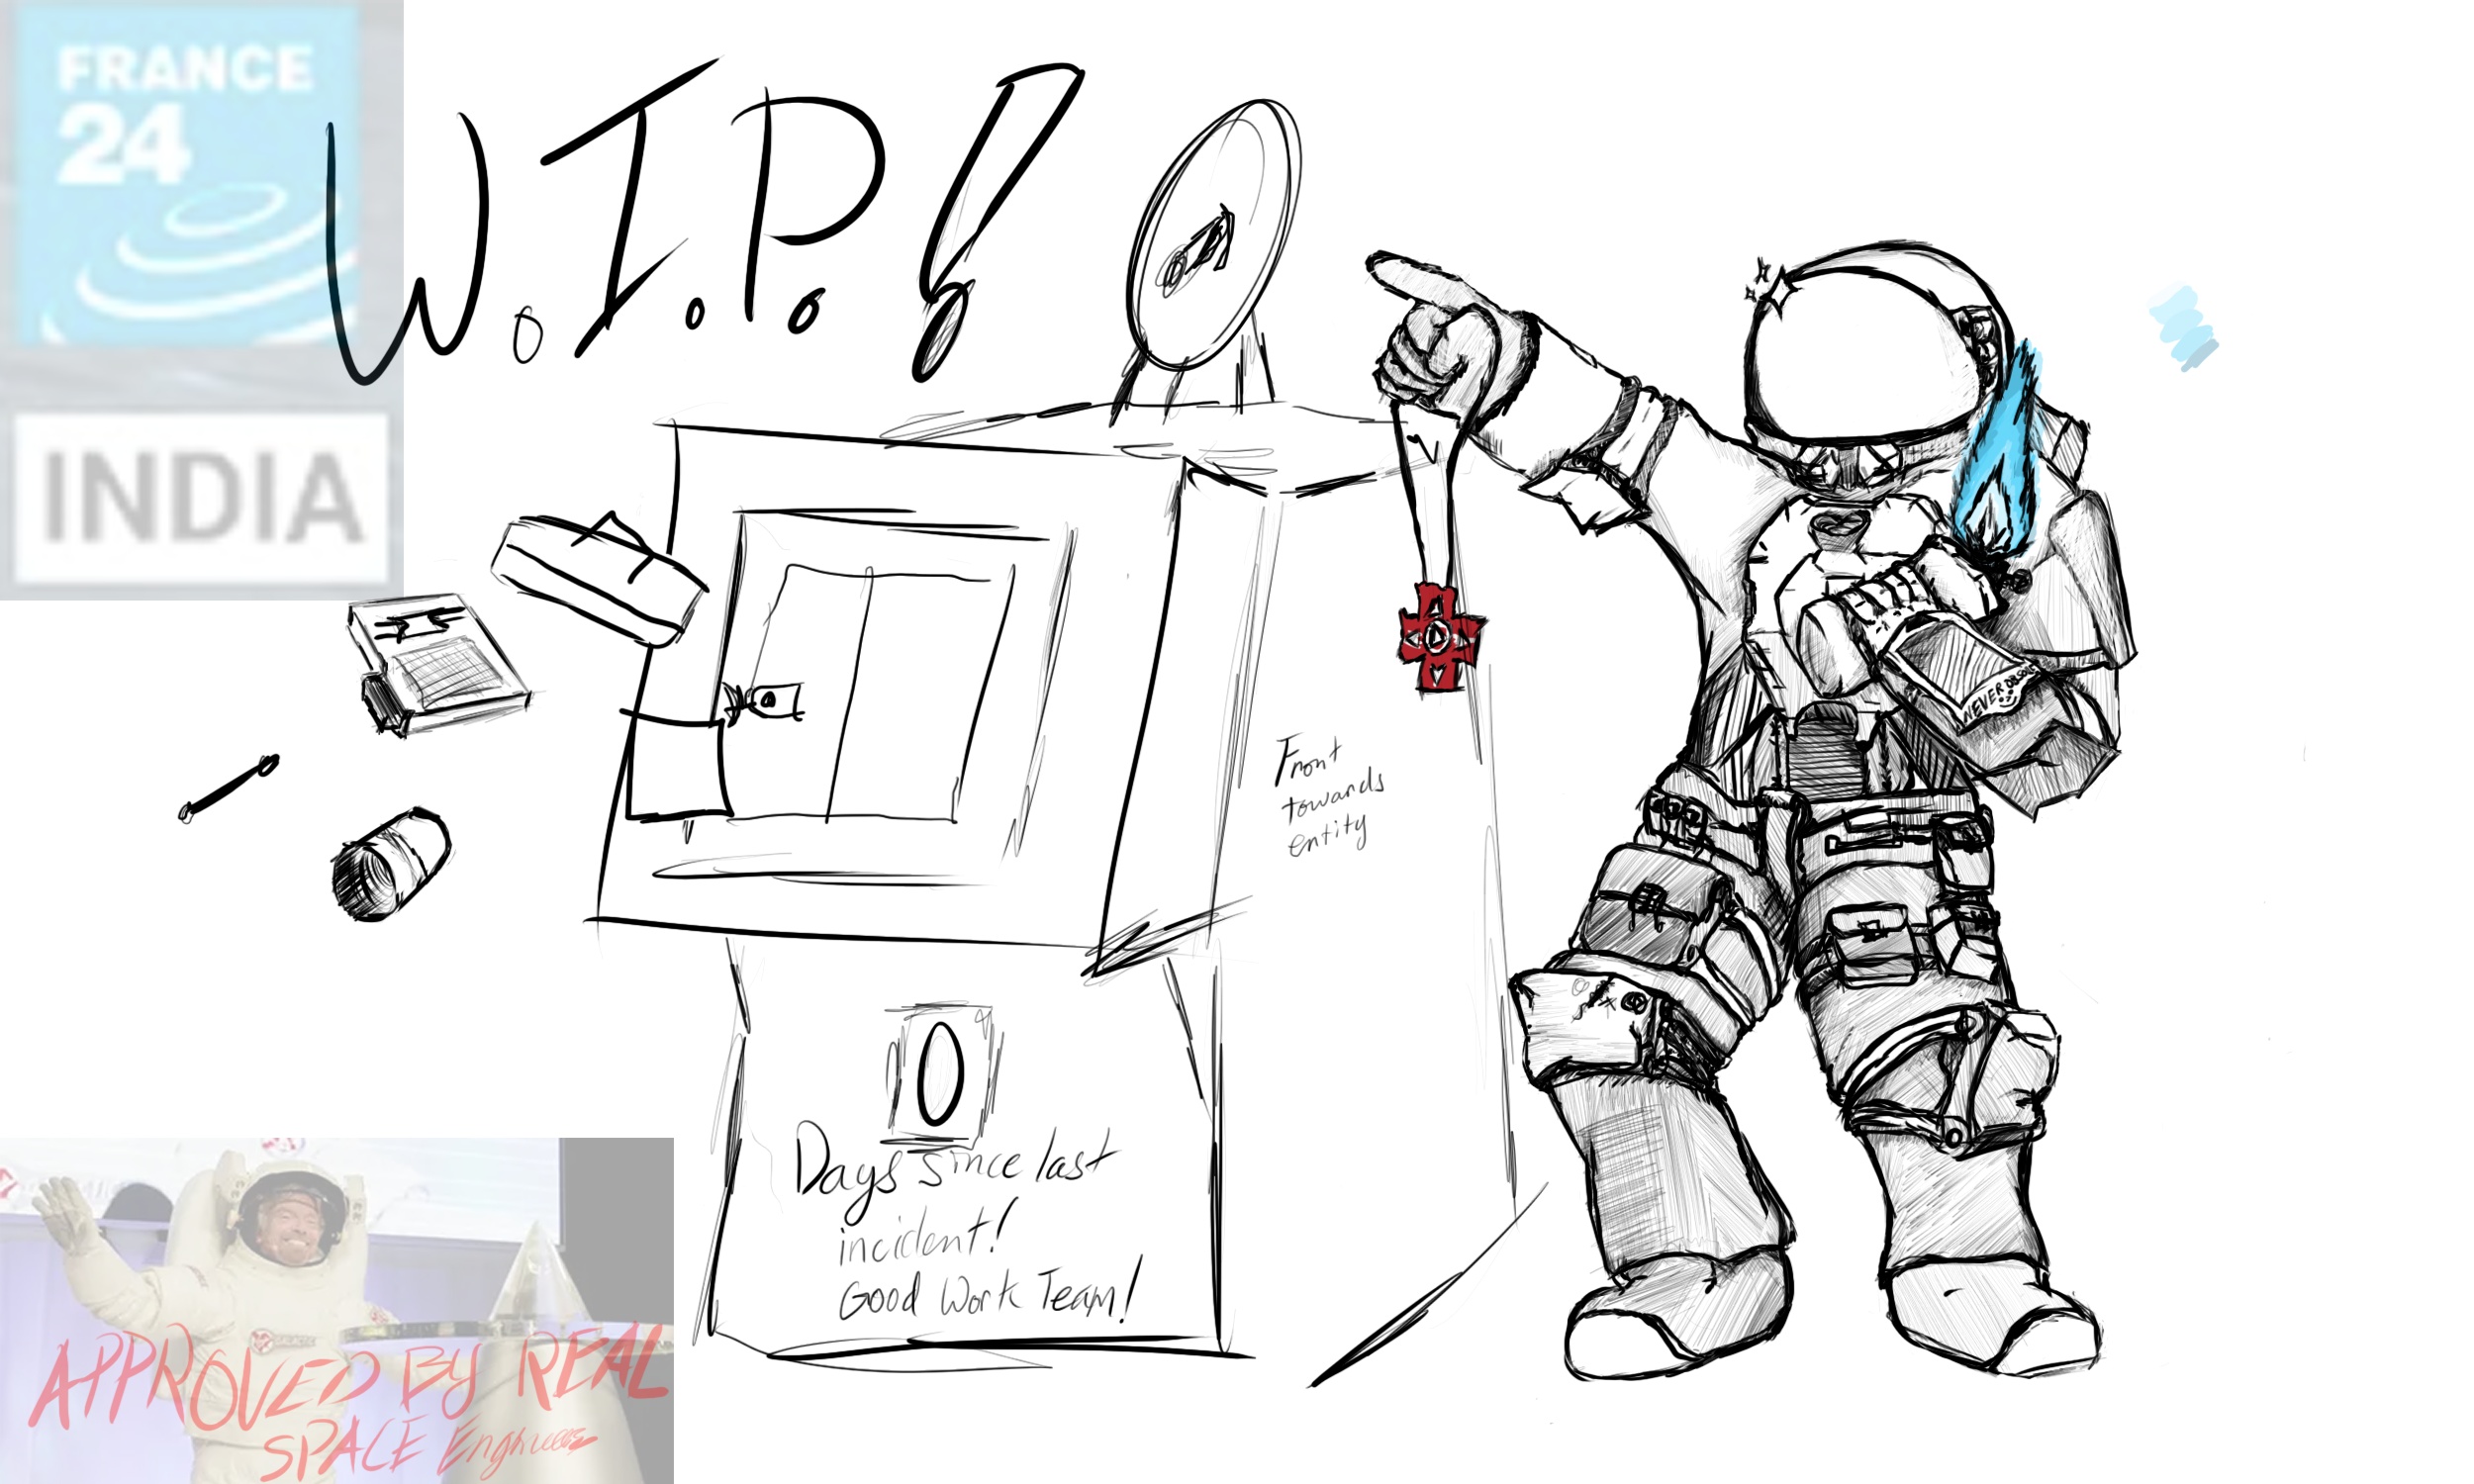 FRANCE
24
INDIA
W.I.P.!
NEVER
Front
towards
entity
0
Days since last
incident!
Good Work Team!
APPROVED BY REAL
SPACE Engineers